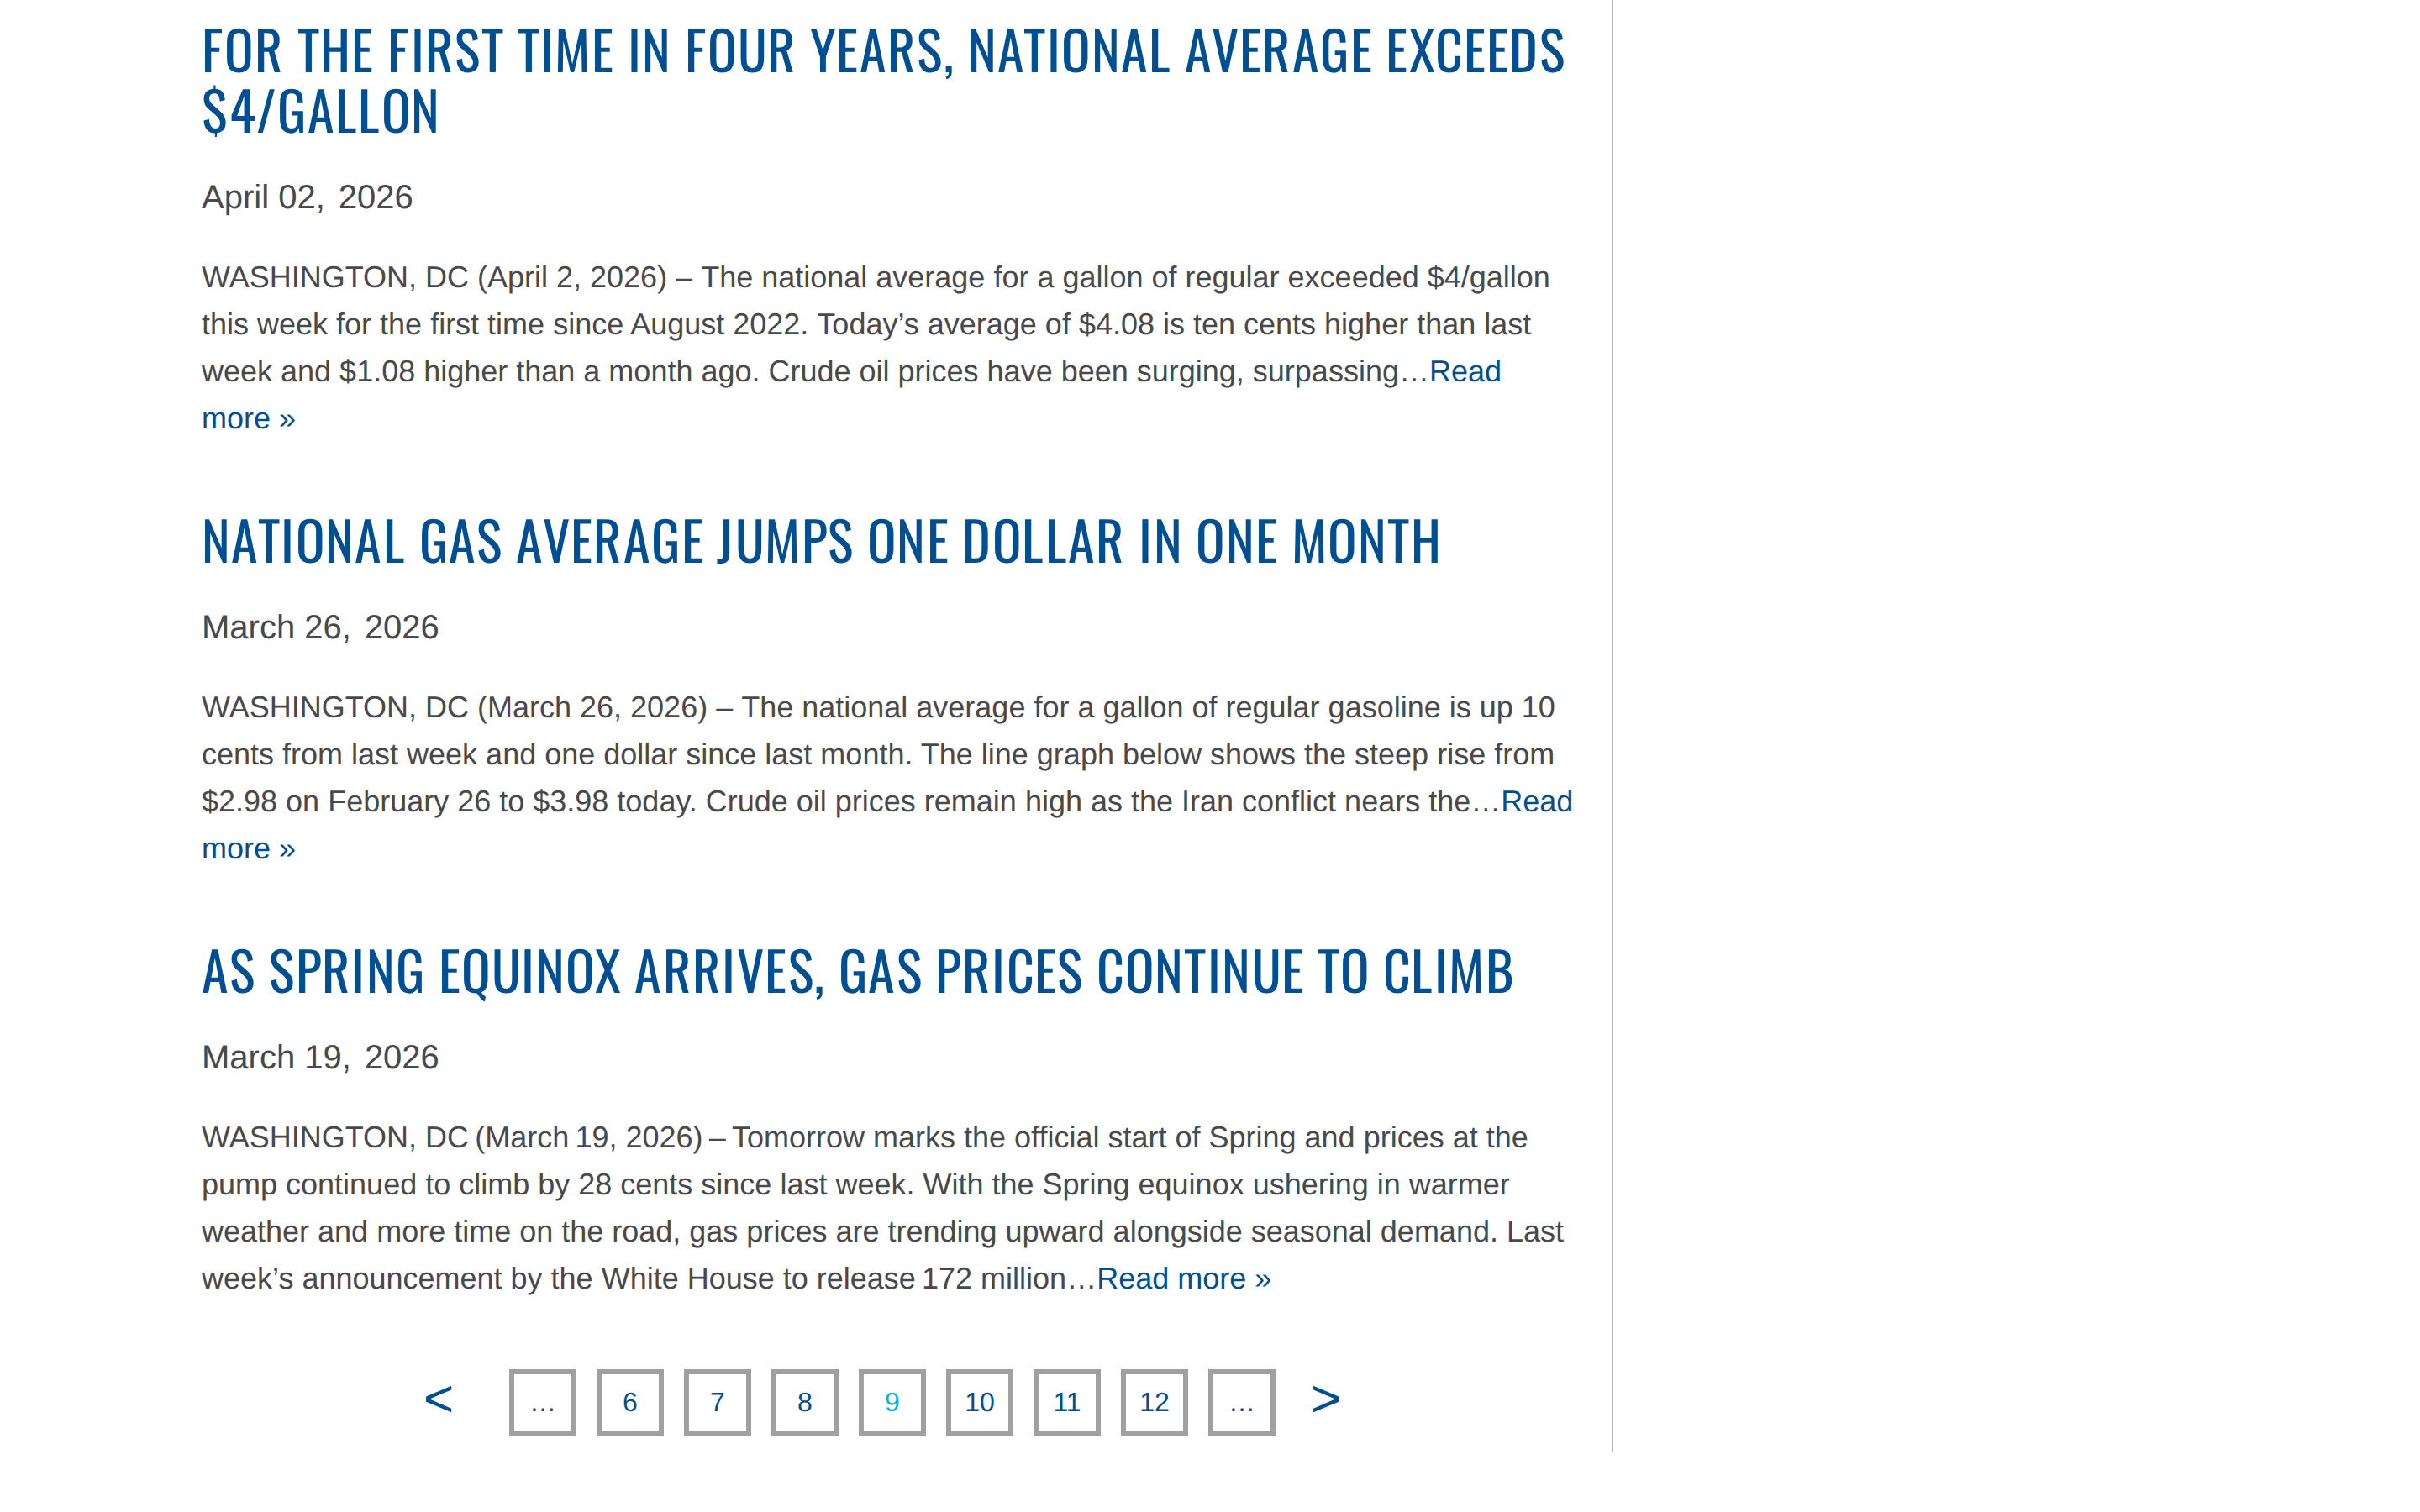 FOR THE FIRST TIME IN FOUR YEARS, NATIONAL AVERAGE EXCEEDS
$4/GALLON
April 02, 2026
WASHINGTON, DC (April 2, 2026) – The national average for a gallon of regular exceeded $4/gallon
this week for the first time since August 2022. Today’s average of $4.08 is ten cents higher than last
week and $1.08 higher than a month ago. Crude oil prices have been surging, surpassing…Read
more »
NATIONAL GAS AVERAGE JUMPS ONE DOLLAR IN ONE MONTH
March 26, 2026
WASHINGTON, DC (March 26, 2026) – The national average for a gallon of regular gasoline is up 10
cents from last week and one dollar since last month. The line graph below shows the steep rise from
$2.98 on February 26 to $3.98 today. Crude oil prices remain high as the Iran conflict nears the…Read
more »
AS SPRING EQUINOX ARRIVES, GAS PRICES CONTINUE TO CLIMB
March 19, 2026
WASHINGTON, DC (March 19, 2026) – Tomorrow marks the official start of Spring and prices at the
pump continued to climb by 28 cents since last week. With the Spring equinox ushering in warmer
weather and more time on the road, gas prices are trending upward alongside seasonal demand. Last
week’s announcement by the White House to release 172 million…Read more »
< … 6 7 8 9 10 11 12 … >